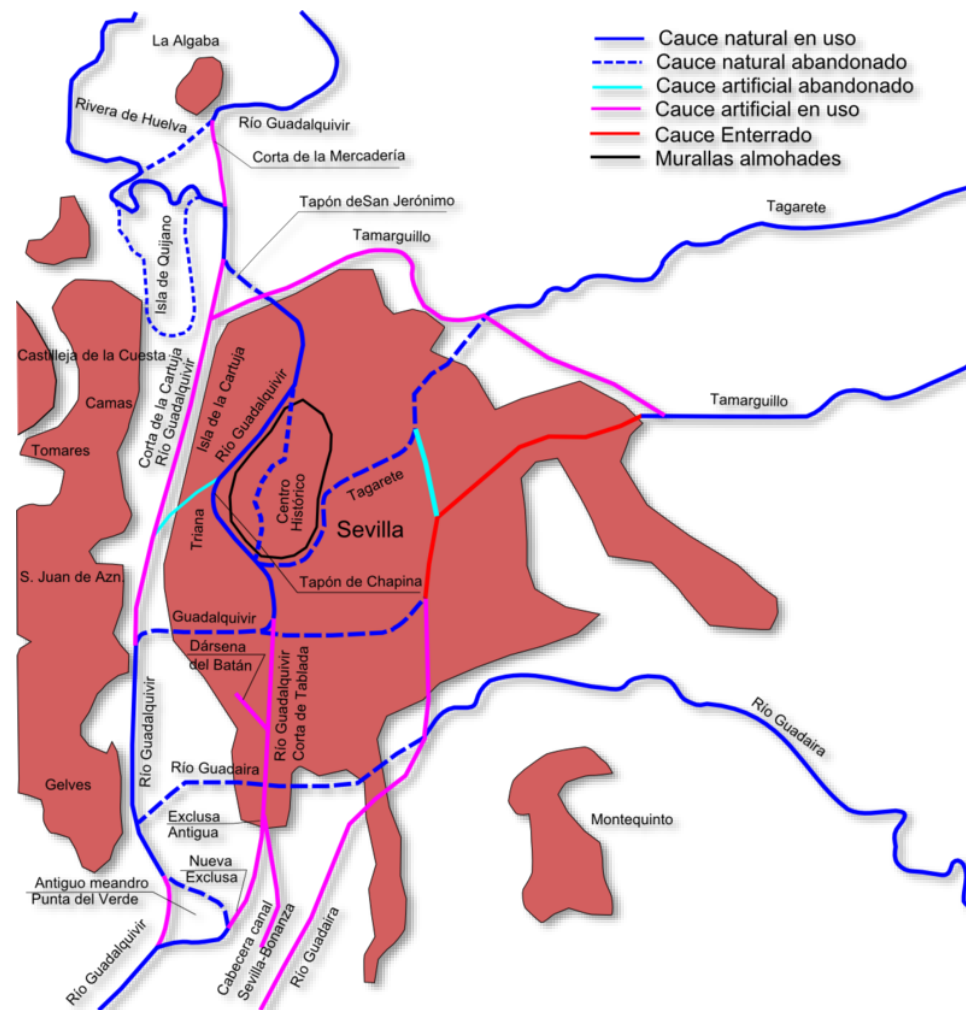 La Algaba
Cauce natural en uso
Cauce natural abandonado
Cauce artificial abandonado
Cauce artificial en uso
Cauce Enterrado
Murallas almohades
Rivera de Huelva
Río Guadalquivir
Corta de la Mercadería
Tapón deSan Jerónimo
Tagarete
Tamarguillo
Isla de Quijano
Castilleja de la Cuesta
Camas
Tomares
Corta de la Cartuja
Río Guadalquivir
Isla de la Cartuja
Río Guadalquivir
Tamarguillo
Centro
Histórico
Tagarete
Sevilla
Triana
S. Juan de Azn.
Tapón de Chapina
Guadalquivir
Dársena
del Batán
Río Guadalquivir
Corta de Tablada
Río Guadalquivir
Río Guadaira
Río Guadaira
Gelves
Exclusa
Antigua
Montequinto
Nueva
Exclusa
Antiguo meandro
Punta del Verde
Río Guadalquivir
Cabecera canal
Sevilla-Bonanza
Río Guadaira